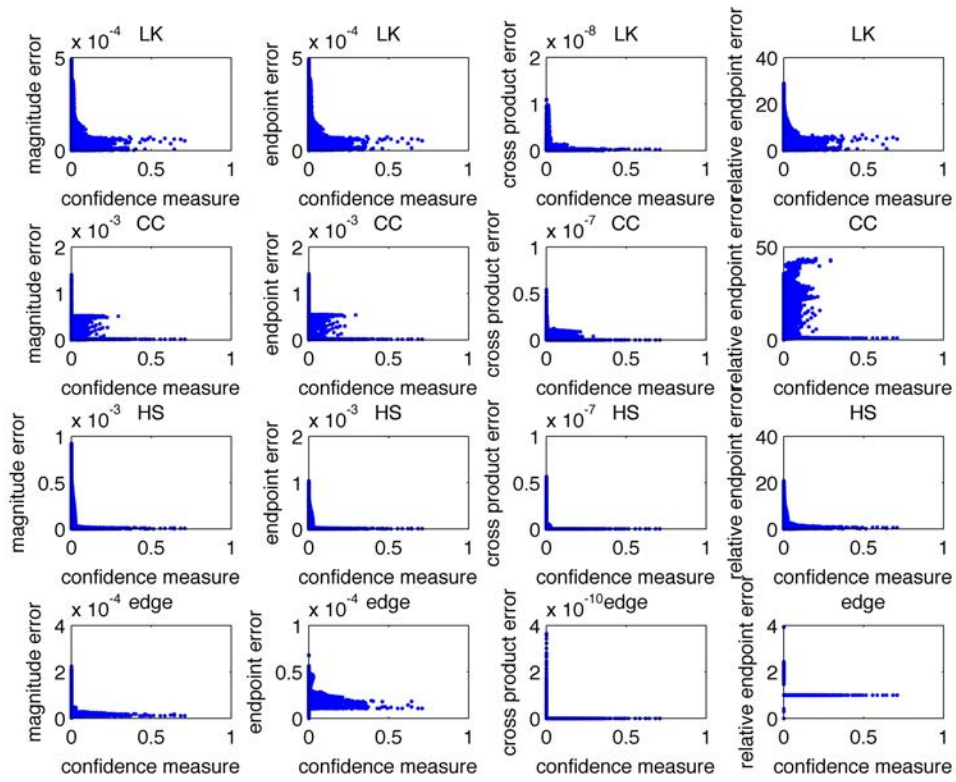 x 10-4 LK
x 10-4 LK
x 10-8 LK
LK
magnitude error
endpoint error
cross product error
relative endpoint error
5
0
5
0
2
1
0
40
20
0
0 0.5 1
0 0.5 1
0 0.5 1
0 0.5 1
confidence measure
confidence measure
confidence measure
confidence measure
x 10-3 CC
x 10-3 CC
x 10-7 CC
CC
magnitude error
endpoint error
cross product error
relative endpoint error
2
1
0
2
1
0
1
0.5
0
50
0
0 0.5 1
0 0.5 1
0 0.5 1
0 0.5 1
confidence measure
confidence measure
confidence measure
confidence measure
x 10-3 HS
x 10-3 HS
x 10-7 HS
HS
magnitude error
endpoint error
cross product error
relative endpoint error
1
0.5
0
2
1
0
1
0.5
0
40
20
0
0 0.5 1
0 0.5 1
0 0.5 1
0 0.5 1
confidence measure
confidence measure
confidence measure
confidence measure
x 10-4 edge
x 10-4 edge
x 10-10edge
edge
magnitude error
endpoint error
cross product error
relative endpoint error
4
2
0
1
0.5
0
4
2
0
4
2
0
0 0.5 1
0 0.5 1
0 0.5 1
0 0.5 1
confidence measure
confidence measure
confidence measure
confidence measure